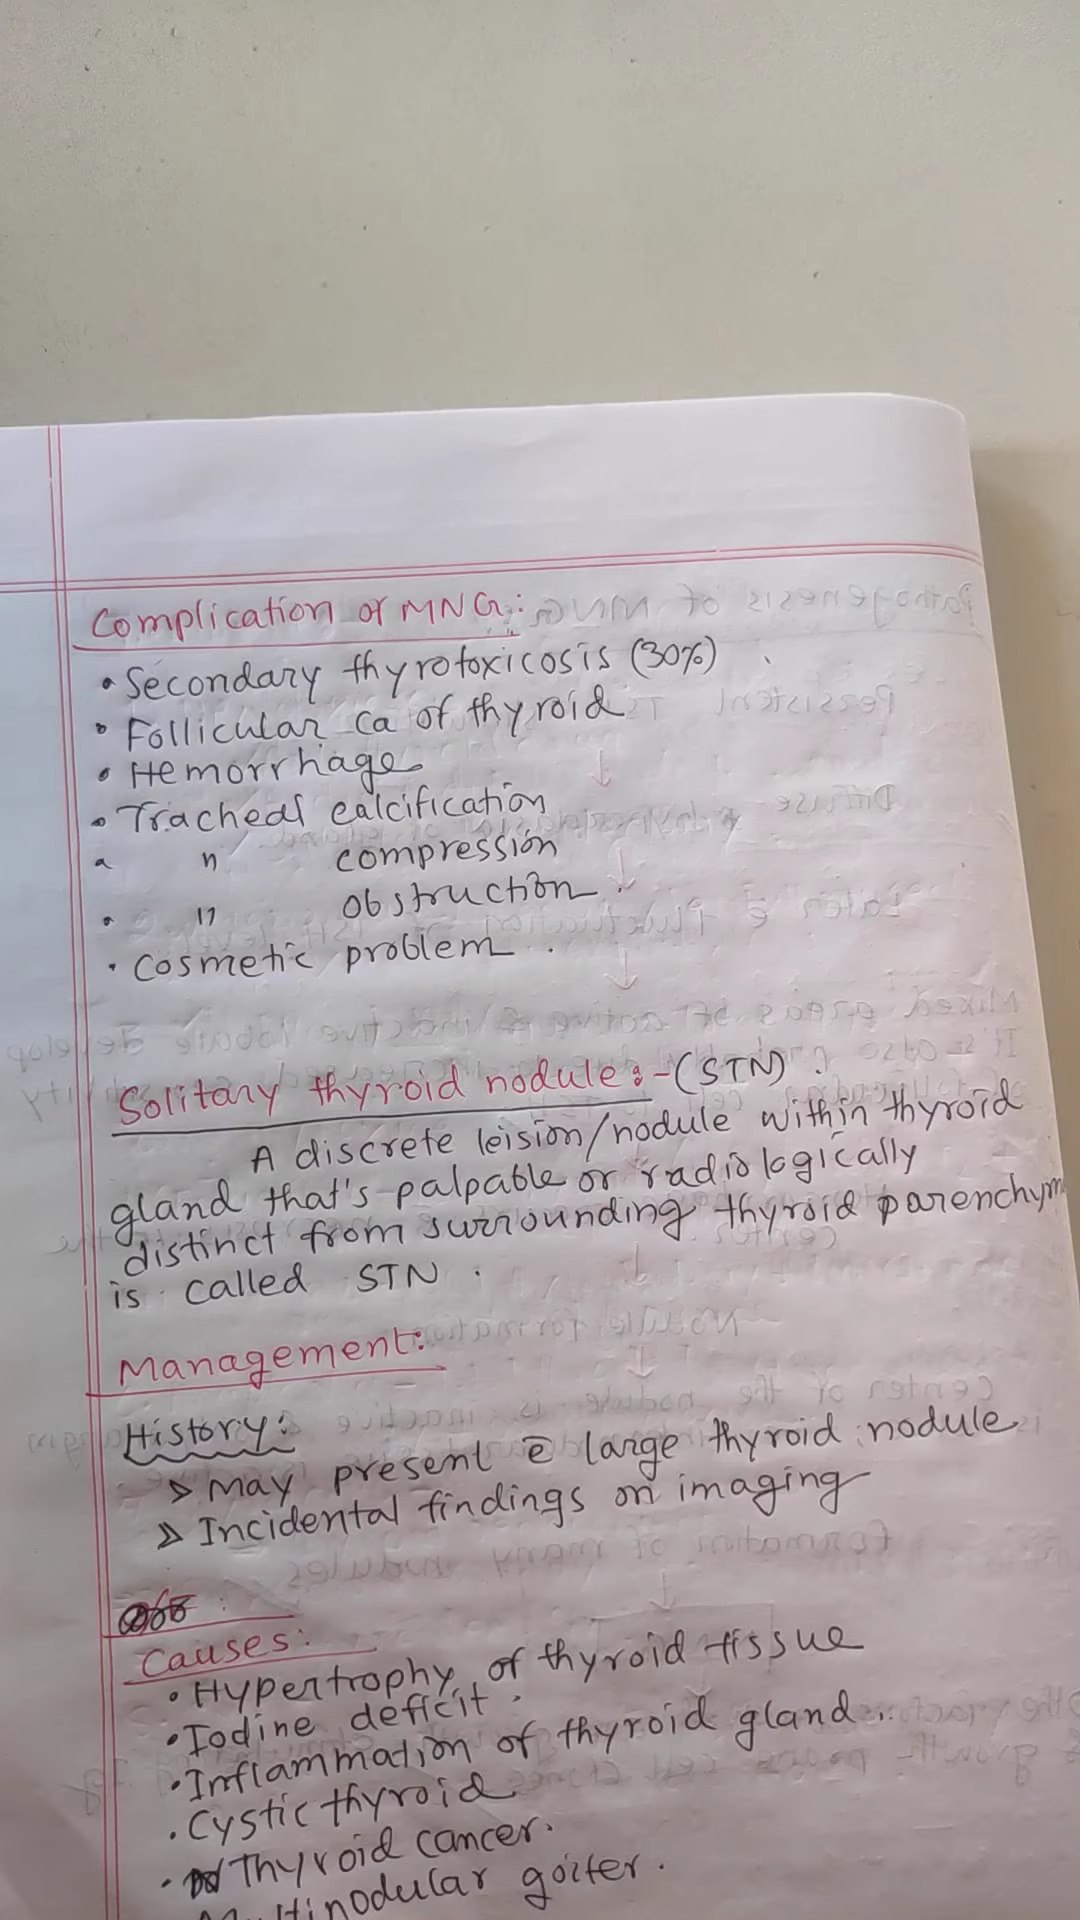 Complication of MNG:
• Secondary thyrotoxicosis (30%)
• Follicular ca of thyroid
• Hemorrhage
• Tracheal calcification
• " compression
• " obstruction.
• Cosmetic problem.
Solitary thyroid nodule:-(STN):
A discrete leision/nodule within thyroid
gland that's palpable or radiologically
distinct from surrounding thyroid parenchym
is called STN.
Management:
History:
> May present c̄ large thyroid nodule
> Incidental findings on imaging
Causes:
• Hypertrophy of thyroid tissue
• Iodine deficit.
• Inflammation of thyroid gland.
• Cystic thyroid
• Thyroid cancer.
Multinodular goiter.